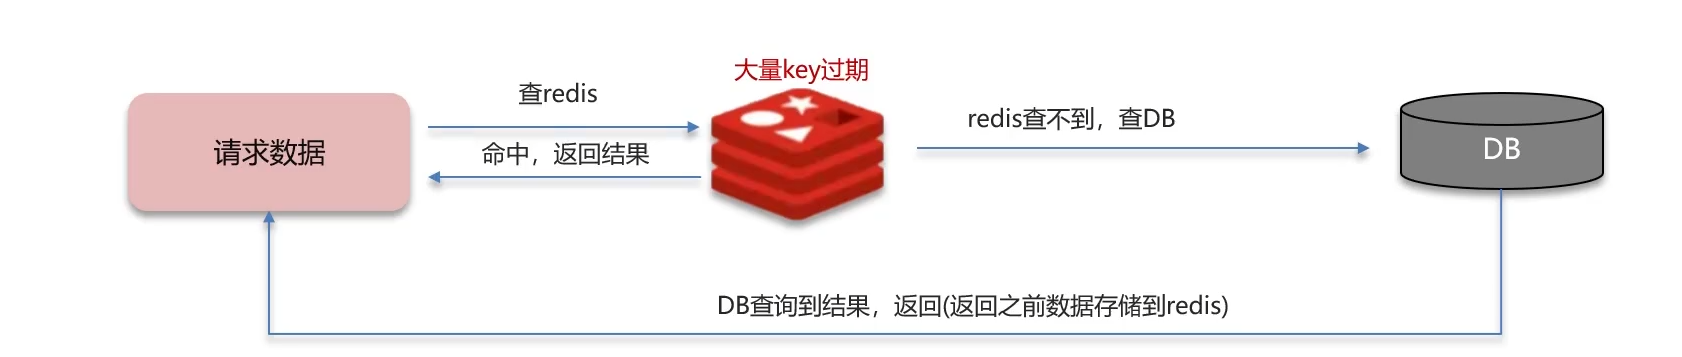 大量key过期
查redis
redis查不到，查DB
请求数据
命中，返回结果
DB
DB查询到结果，返回(返回之前数据存储到redis)